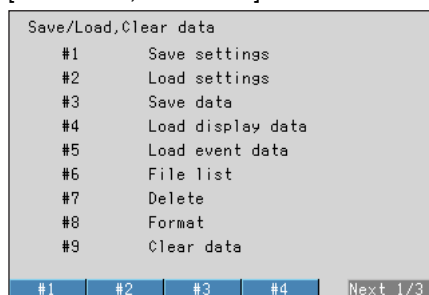 Save/Load,Clear data
#1 Save settings
#2 Load settings
#3 Save data
#4 Load display data
#5 Load event data
#6 File list
#7 Delete
#8 Format
#9 Clear data
#1 #2 #3 #4 Next 1/3